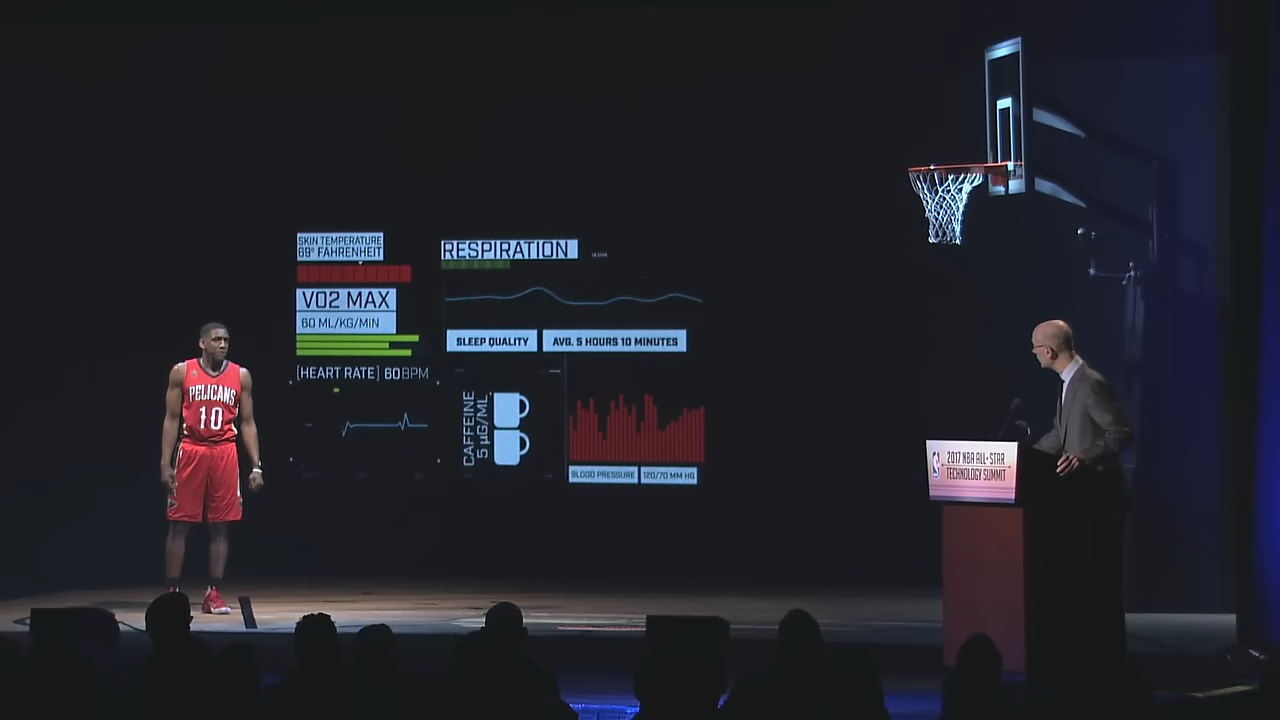 SKIN TEMPERATURE
89° FAHRENHEIT
VO2 MAX
60 ML/KG/MIN
[HEART RATE] 60BPM
RESPIRATION
SLEEP QUALITY
AVG. 5 HOURS 10 MINUTES
CAFFEINE
5 µG/ML
BLOOD PRESSURE
120/70 MM HG
PELICANS
10
2017 NBA ALL-STAR
TECHNOLOGY SUMMIT